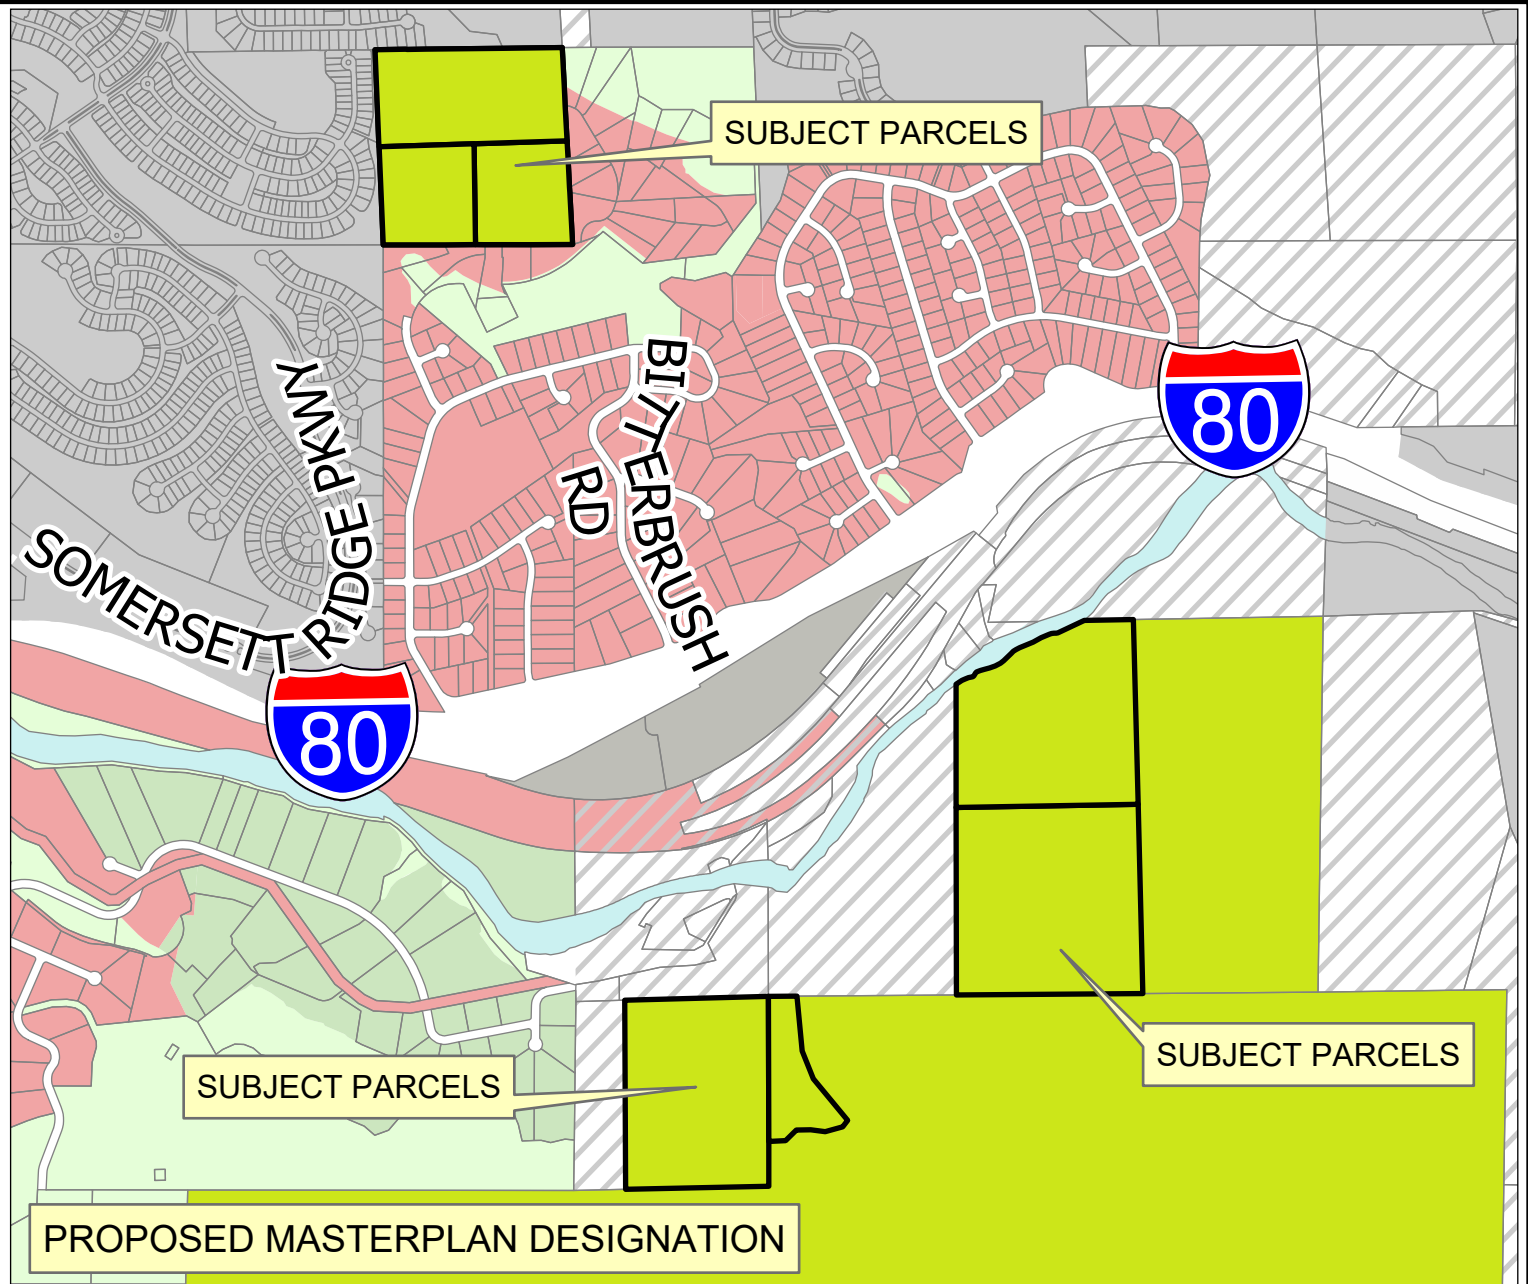 SUBJECT PARCELS
80
BITTERBRUSH
RD
SOMERSETT RIDGE PKWY
80
SUBJECT PARCELS
SUBJECT PARCELS
PROPOSED MASTERPLAN DESIGNATION